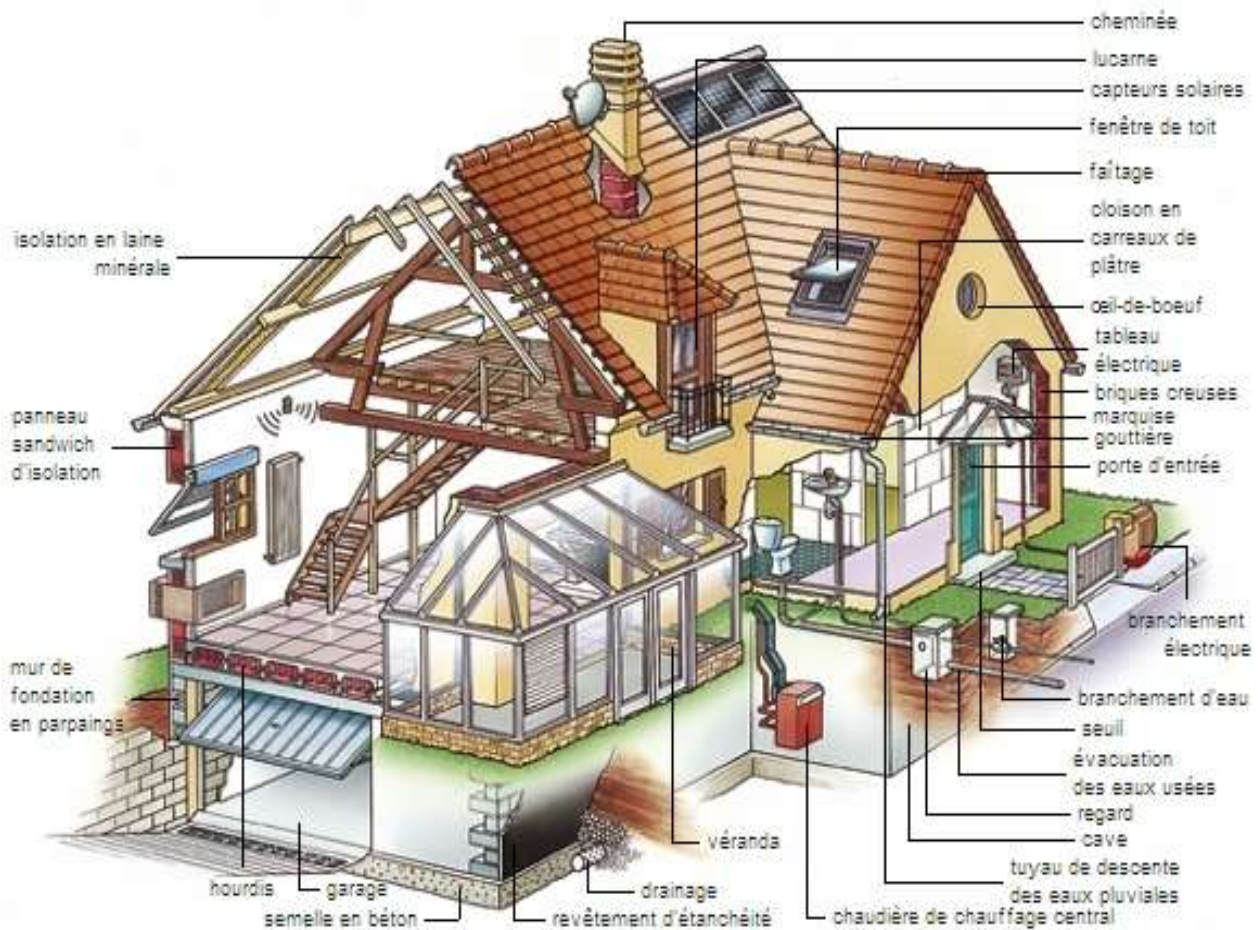 cheminée
lucarne
capteurs solaires
fenêtre de toit
faîtage
cloison en
carreaux de
plâtre
œil-de-boeuf
tableau
électrique
briques creuses
marquise
gouttière
porte d'entrée
branchement
électrique
branchement d'eau
seuil
évacuation
des eaux usées
regard
cave
tuyau de descente
des eaux pluviales
chaudière de chauffage central
isolation en laine
minérale
panneau
sandwich
d'isolation
mur de
fondation
en parpaings
hourdis
garage
semelle en béton
véranda
drainage
revêtement d'étanchéité